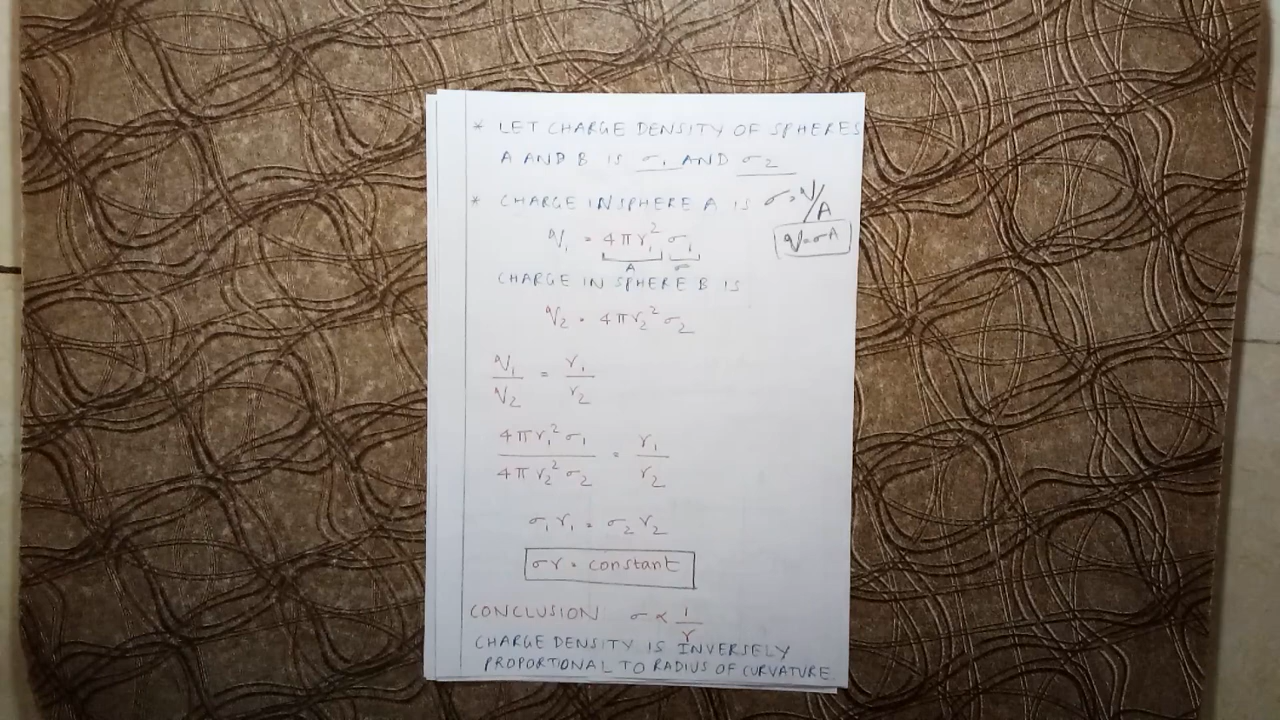 * LET CHARGE DENSITY OF SPHERES
A AND B IS σ₁ AND σ₂
* CHARGE IN SPHERE A IS σ = q/A
q₁ = 4πr₁² σ₁
q = σA
A σ
CHARGE IN SPHERE B IS
q₂ = 4πr₂² σ₂
q₁/q₂ = r₁/r₂
4πr₁² σ₁ / 4πr₂² σ₂ = r₁/r₂
σ₁r₁ = σ₂r₂
σr = constant
CONCLUSION σ ∝ 1/r
CHARGE DENSITY IS INVERSELY
PROPORTIONAL TO RADIUS OF CURVATURE.